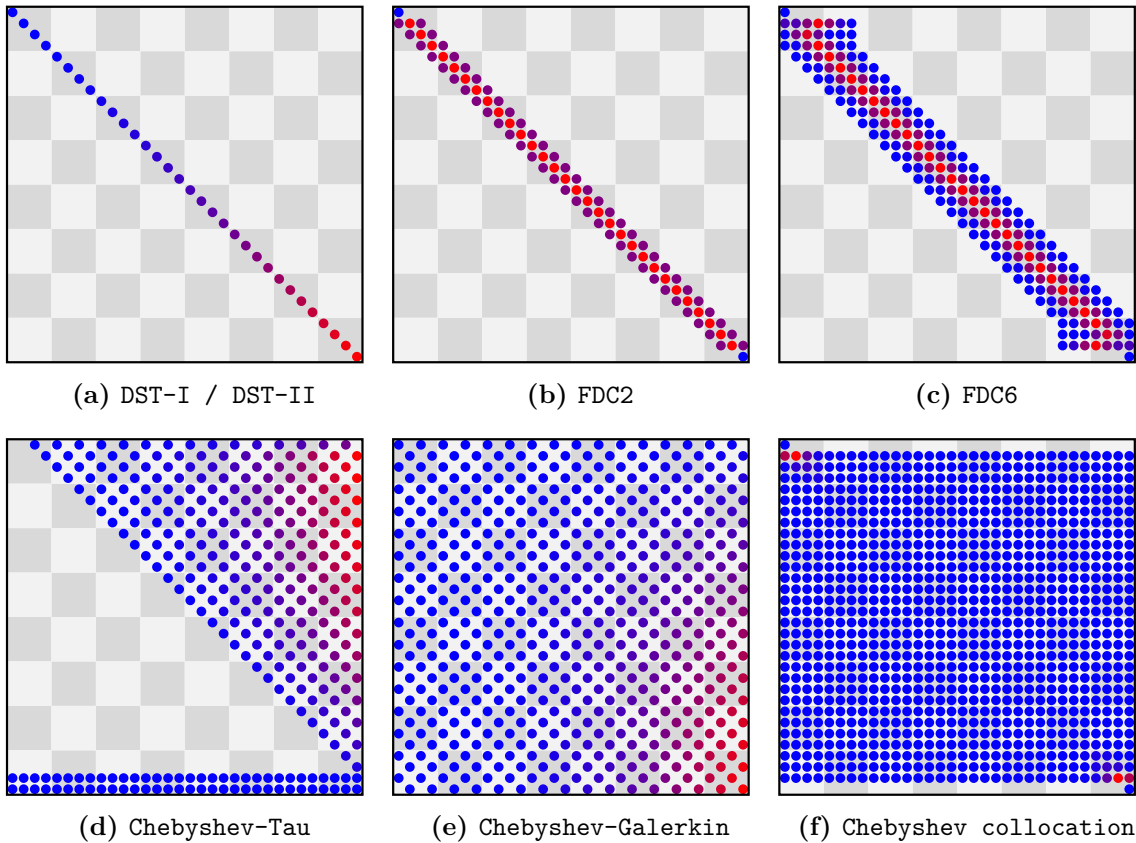 (a) DST-I / DST-II
(b) FDC2
(c) FDC6
(d) Chebyshev-Tau
(e) Chebyshev-Galerkin
(f) Chebyshev collocation